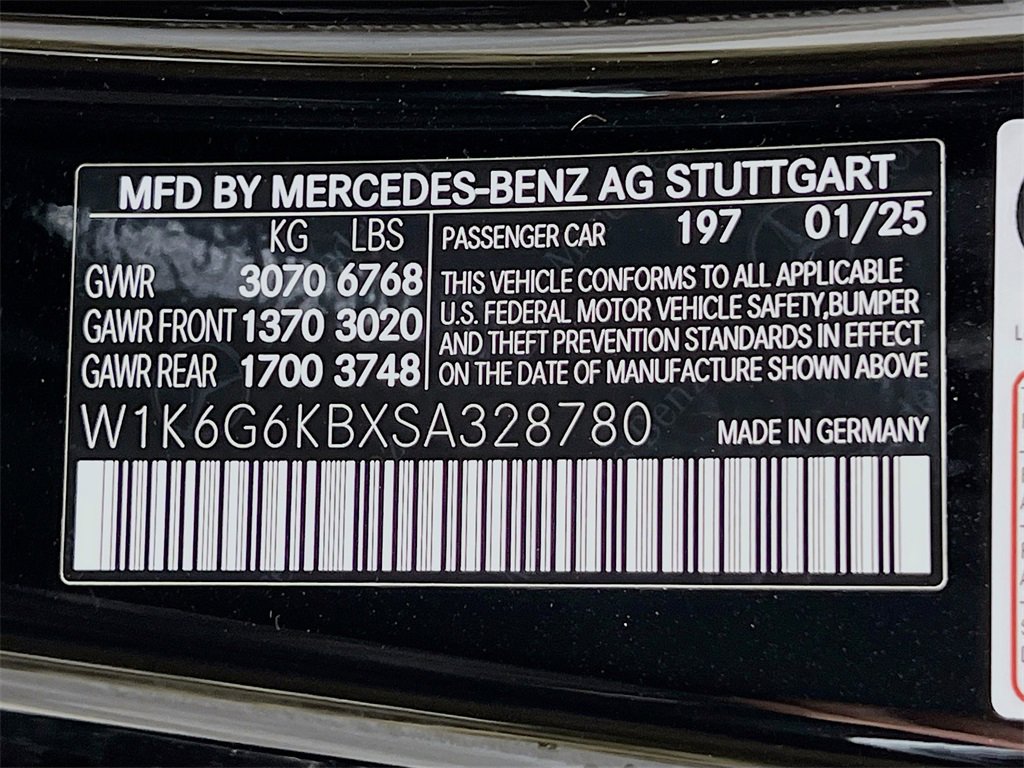 MFD BY MERCEDES-BENZ AG STUTTGART
KG LBS
GVWR 3070 6768
GAWR FRONT 1370 3020
GAWR REAR 1700 3748
PASSENGER CAR 197 01/25
THIS VEHICLE CONFORMS TO ALL APPLICABLE
U.S. FEDERAL MOTOR VEHICLE SAFETY,BUMPER
AND THEFT PREVENTION STANDARDS IN EFFECT
ON THE DATE OF MANUFACTURE SHOWN ABOVE
W1K6G6KBXSA328780 MADE IN GERMANY